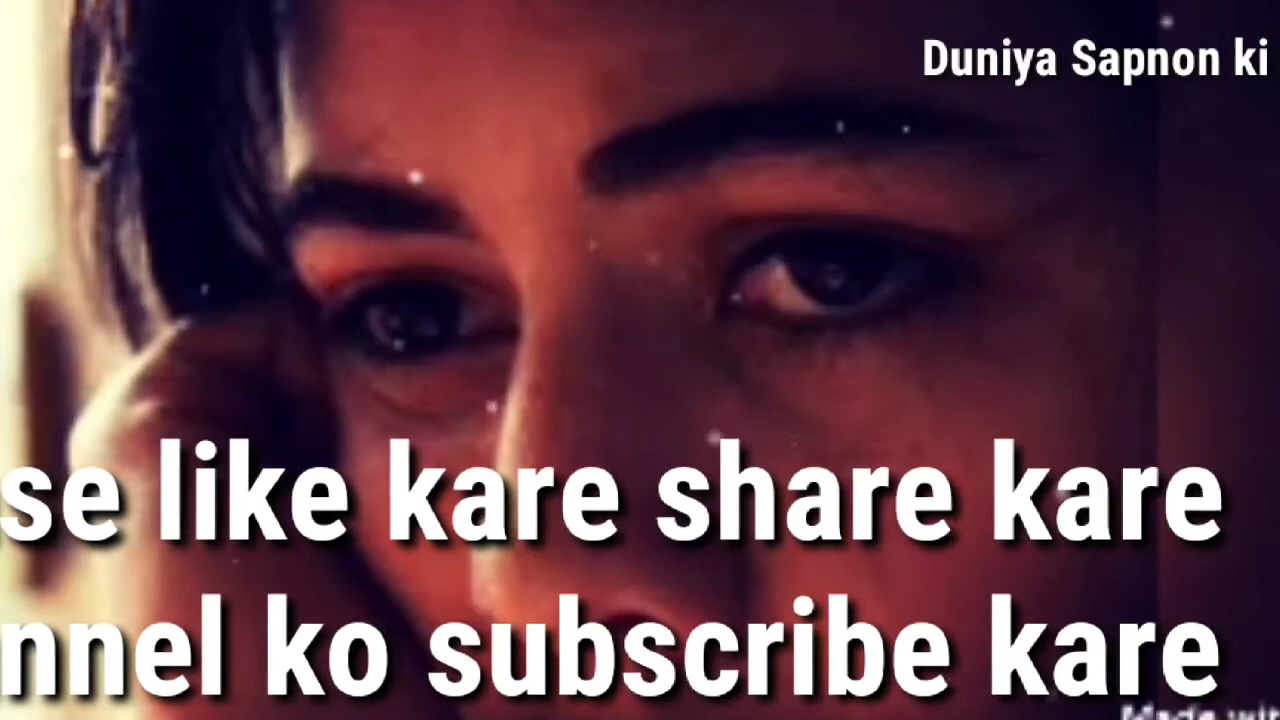 Duniya Sapnon ki
se like kare share kare
nnel ko subscribe kare